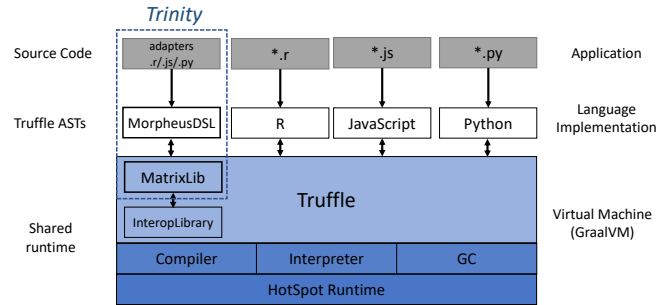 Trinity
Source Code
adapters
.r/.js/.py
*.r
*.js
*.py
Application
Truffle ASTs
MorpheusDSL
R
JavaScript
Python
Language
Implementation
MatrixLib
Truffle
InteropLibrary
Shared
runtime
Virtual Machine
(GraalVM)
Compiler
Interpreter
GC
HotSpot Runtime